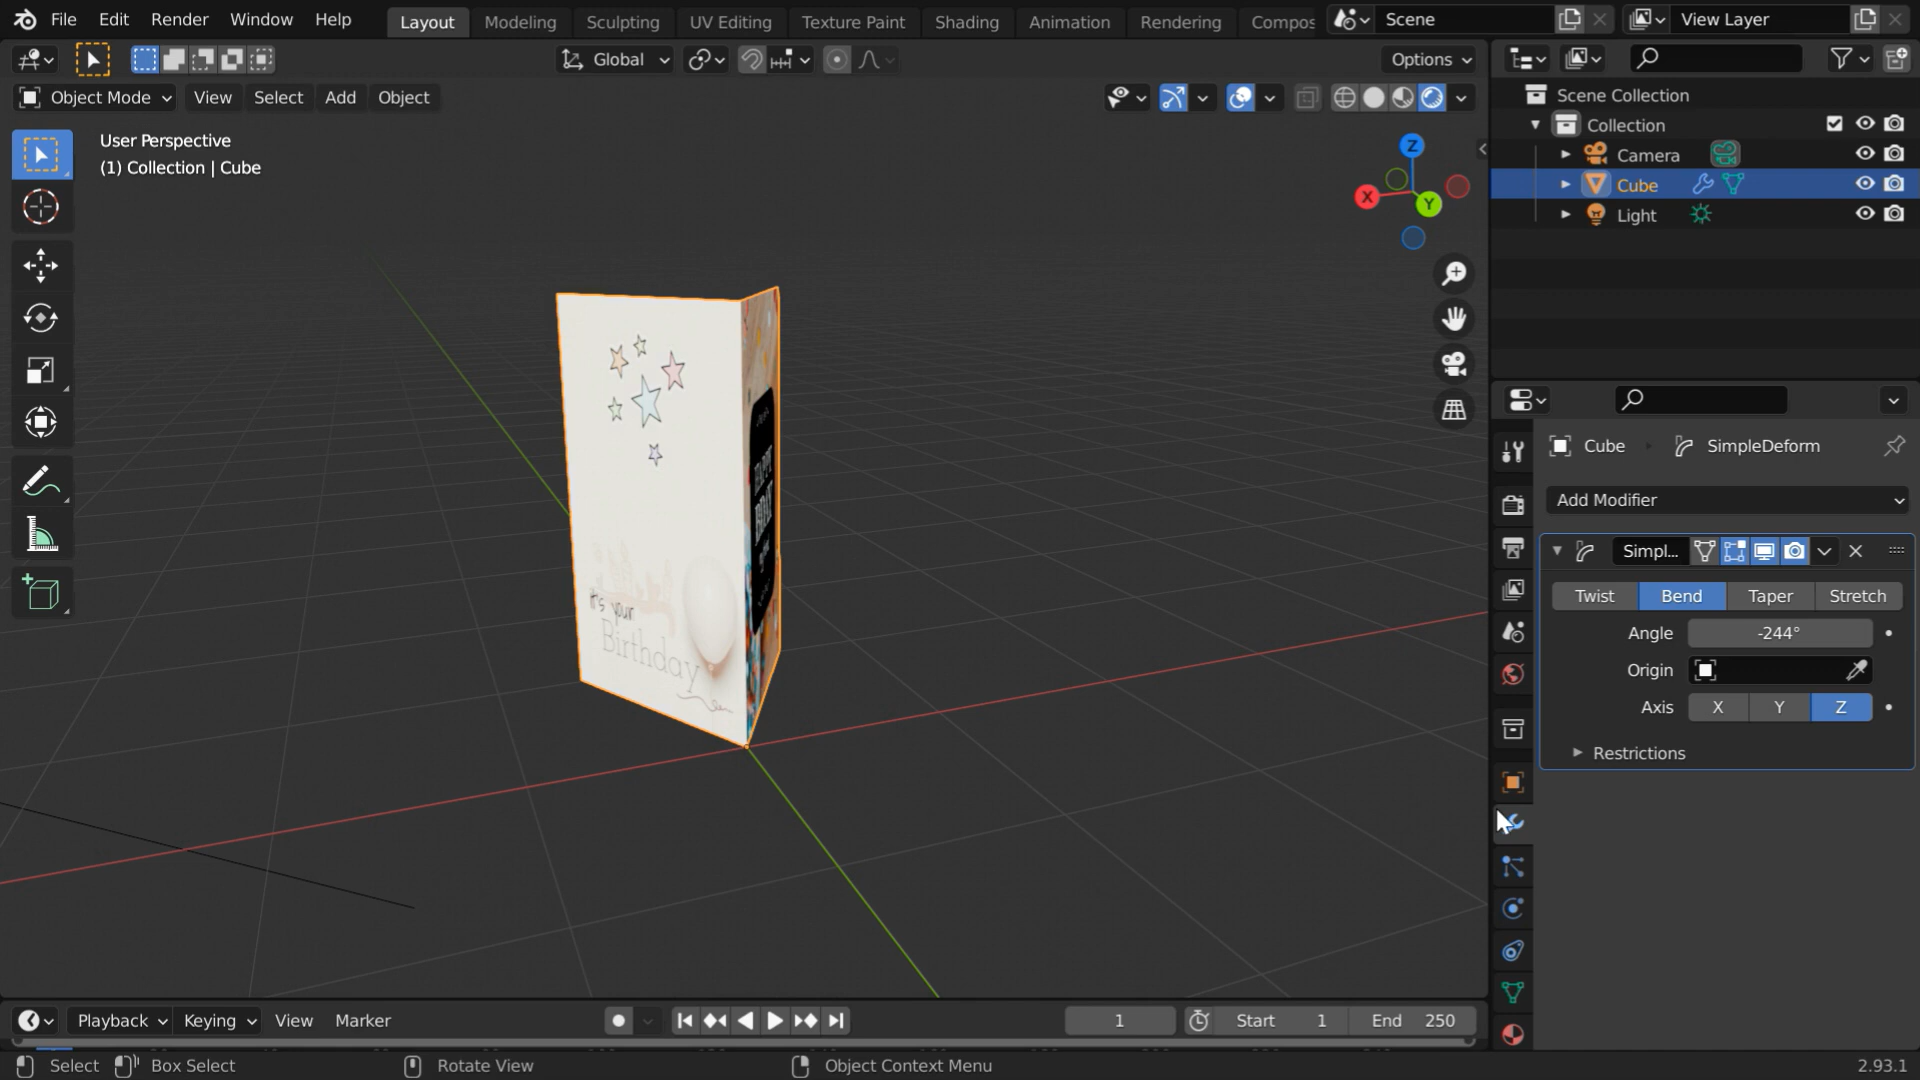 File Edit Render Window Help
Layout Modeling Sculpting UV Editing Texture Paint Shading Animation Rendering Compos
Scene
View Layer
Global
Options
Object Mode View Select Add Object
User Perspective
(1) Collection | Cube
Z
X
Y
it's your
Birthday
Scene Collection
Collection
Camera
Cube
Light
Cube SimpleDeform
Add Modifier
Simpl...
Twist Bend Taper Stretch
Angle -244°
Origin
Axis X Y Z
Restrictions
Playback Keying View Marker
1
Start 1
End 250
Select Box Select Rotate View Object Context Menu 2.93.1